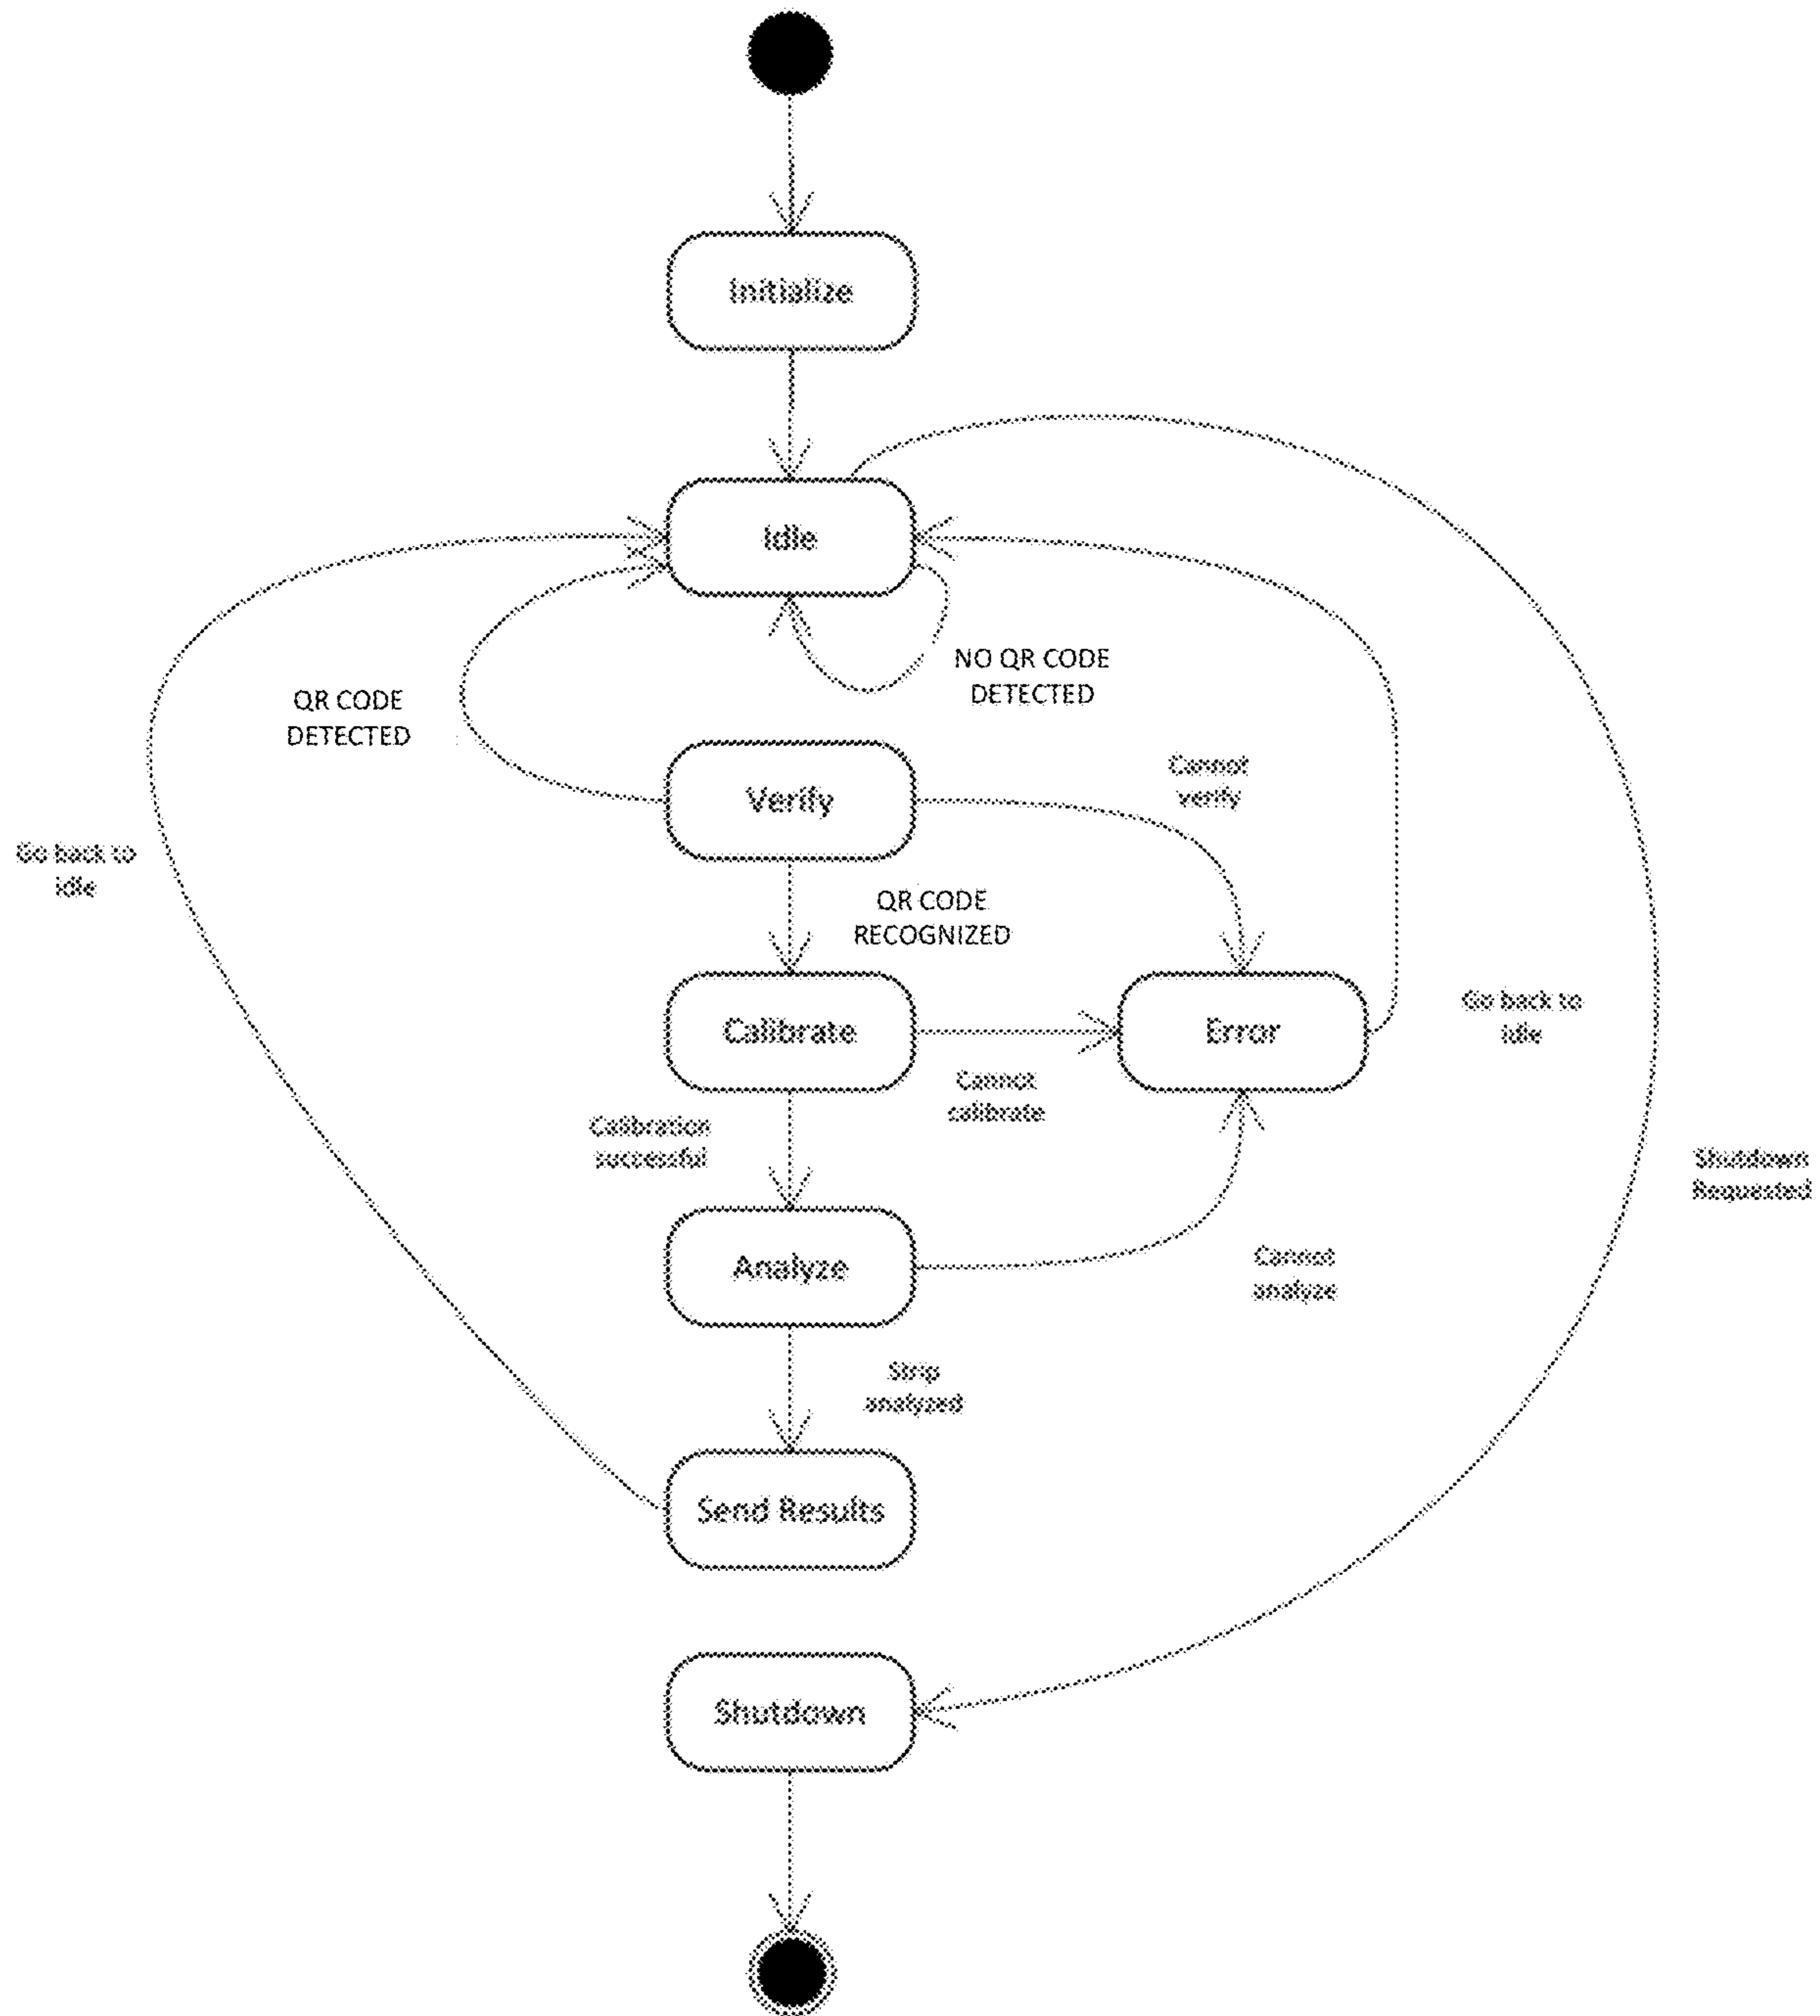 Initialize
Idle
NO QR CODE
DETECTED
QR CODE
DETECTED
Verify
Cannot
verify
Go back to
idle
QR CODE
RECOGNIZED
Calibrate
Error
Go back to
idle
Cannot
calibrate
Calibration
successful
Shutdown
Requested
Analyze
Cannot
analyze
Strip
analyzed
Send Results
Shutdown